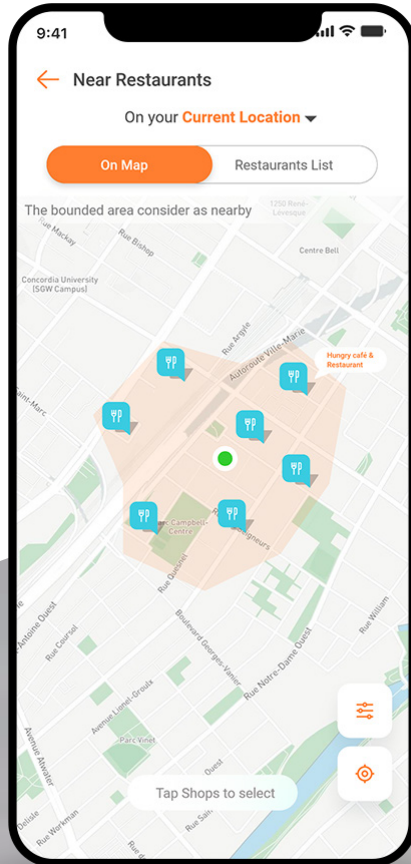 9:41
Near Restaurants
On your Current Location
On Map
Restaurants List
The bounded area consider as nearby
1250 René-
Lévesque
Rue Mackay
Rue Bishop
Centre Bell
Concordia University
(SGW Campus)
Rue Argyle
Autoroute Ville-Marie
Hungry café &
Restaurant
Saint-Marc
Campbell-
Centre
Seigneurs
Rue Quesnel
Antoine Ouest
Rue Coursol
Boulevard Georges-Vanier
Rue William
Rue Notre-Dame Ouest
Avenue Lionel-Groulx
Parc Vinet
Avenue Atwater
Ouest
Tap Shops to select
Delisle
Rue Workman